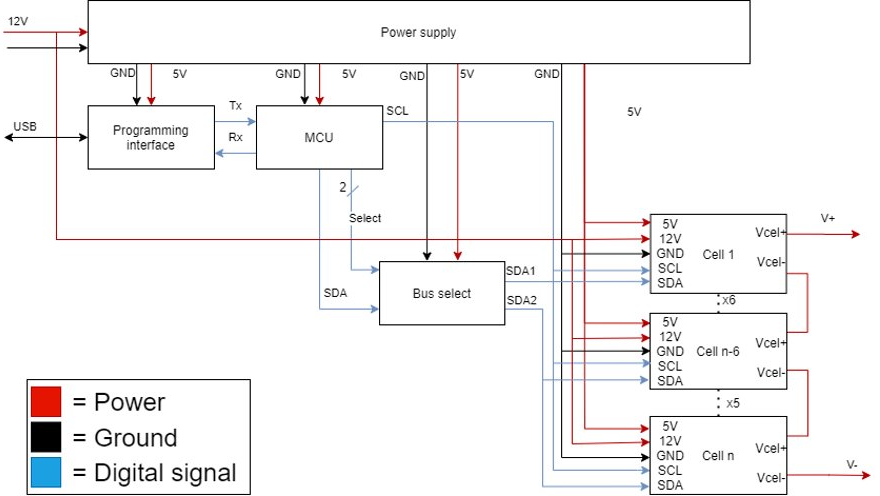 12V
Power supply
GND
5V
GND
5V
GND
5V
GND
5V
USB
Programming
interface
Tx
Rx
MCU
SCL
2
Select
SDA
Bus select
SDA1
SDA2
5V
12V
GND
SCL
SDA
Cell 1
Vcel+
Vcel-
V+
x6
5V
12V
GND
SCL
SDA
Cell n-6
Vcel+
Vcel-
x5
5V
12V
GND
SCL
SDA
Cell n
Vcel+
Vcel-
V-
= Power
= Ground
= Digital signal